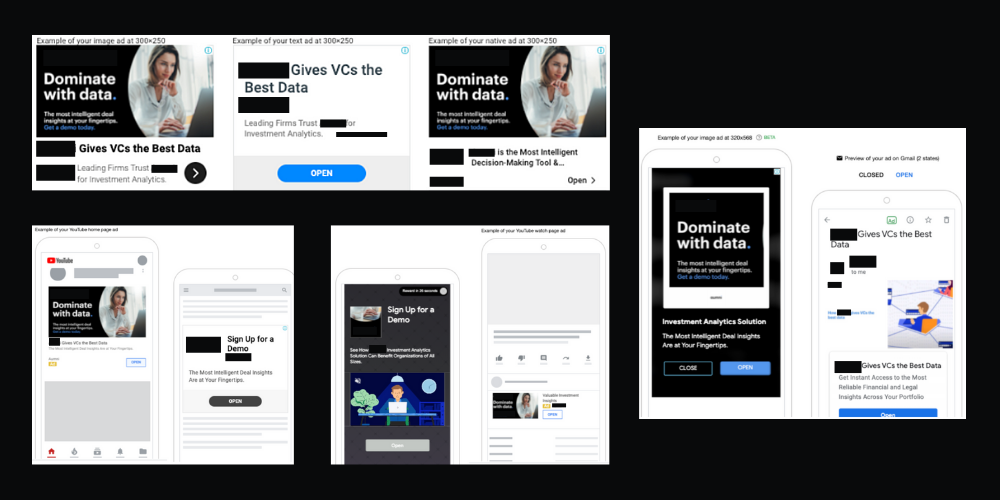 Example of your image ad at 300×250
Dominate
with data.
The most intelligent deal
insights at your fingertips.
Get a demo today.
Gives VCs the Best Data
Leading Firms Trust
for Investment Analytics.
Example of your text ad at 300×250
Gives VCs the
Best Data
Leading Firms Trust for
Investment Analytics.
OPEN
Example of your native ad at 300×250
Dominate
with data.
The most intelligent deal
insights at your fingertips.
Get a demo today.
is the Most Intelligent
Decision-Making Tool &...
Open
Example of your YouTube home page ad
YouTube
Dominate
with data.
The most intelligent deal
insights at your fingertips.
Gives VCs the Best Data
The Most Intelligent Deal Insights Are at Your Fingertips.
Ad
OPEN
Sign Up for a
Demo
The Most Intelligent Deal Insights
Are at Your Fingertips.
OPEN
Reward in 25 seconds
Sign Up for a
Demo
See How Investment Analytics
Solution Can Benefit Organizations of All
Sizes.
Open
Example of your YouTube watch page ad
Dominate
with data.
Valuable Investment
Insights
Ad
OPEN
Example of your image ad at 320x568 BETA
Dominate
with data.
The most intelligent deal
insights at your fingertips.
Get a demo today.
Investment Analytics Solution
The Most Intelligent Deal Insights
Are at Your Fingertips.
CLOSE
OPEN
Preview of your ad on Gmail (2 states)
CLOSED OPEN
Ad
Gives VCs the Best
Data
to me
Gives VCs the Best Data
Get Instant Access to the Most
Reliable Financial and Legal
Insights Across Your Portfolio
Open